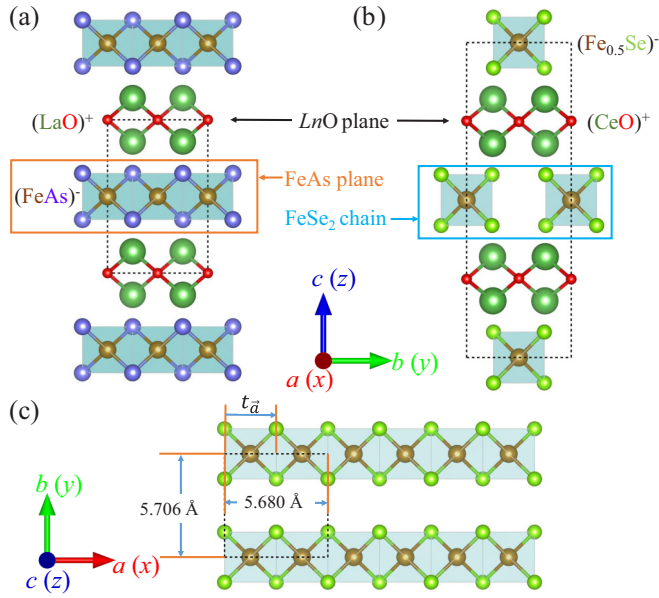 (a)
(b)
(Fe0.5Se)-
(LaO)+
LnO plane
(CeO)+
(FeAs)-
FeAs plane
FeSe2 chain
c (z)
b (y)
a (x)
(c)
t a⃗
b (y)
5.706 Å
5.680 Å
a (x)
c (z)